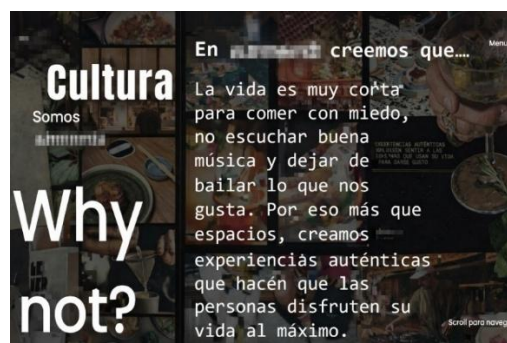 Menu
En creemos que….
Cultura
Somos
La vida es muy corta
para comer con miedo,
no escuchar buena
música y dejar de
bailar lo que nos
gusta. Por eso más que
espacios, creamos
experiencias auténticas
que hacén que las
personas disfruten su
vida al máximo.
Why
not?
Scroll para naveg